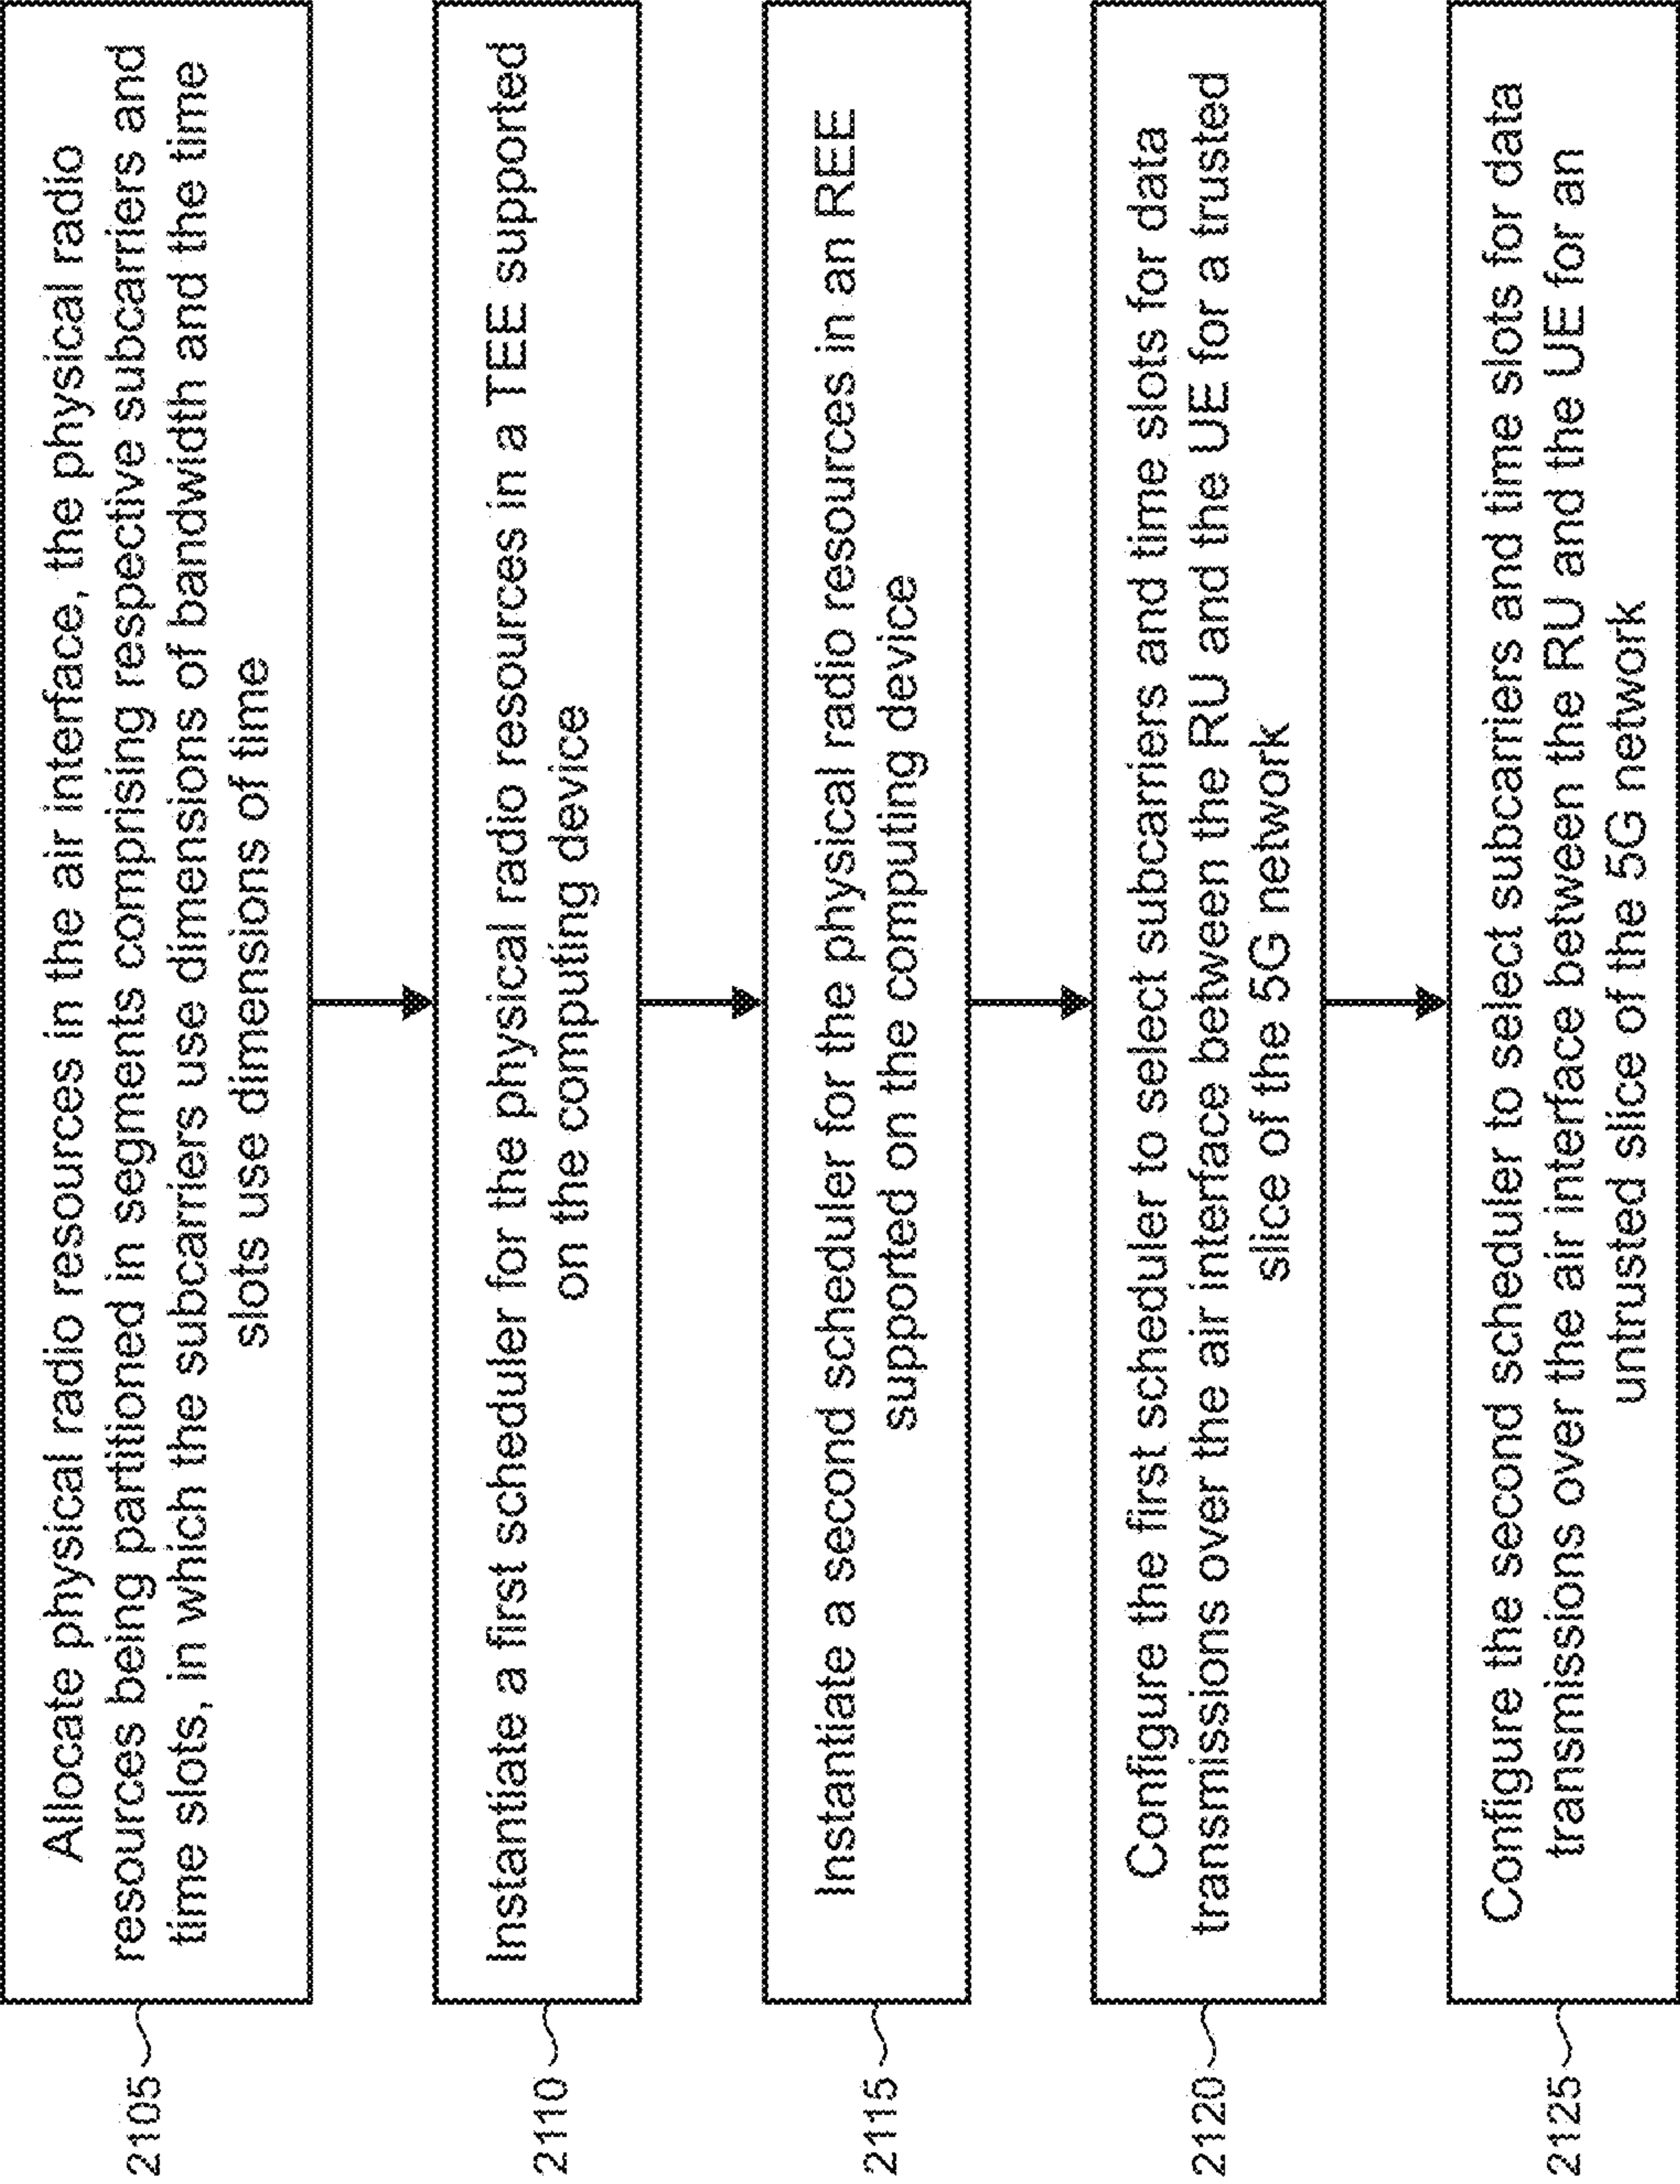 2105
Allocate physical radio resources in the air interface, the physical radio
resources being partitioned in segments comprising respective subcarriers and
time slots, in which the subcarriers use dimensions of bandwidth and the time
slots use dimensions of time
2110
Instantiate a first scheduler for the physical radio resources in a TEE supported
on the computing device
2115
Instantiate a second scheduler for the physical radio resources in an REE
supported on the computing device
2120
Configure the first scheduler to select subcarriers and time slots for data
transmissions over the air interface between the RU and the UE for a trusted
slice of the 5G network
2125
Configure the second scheduler to select subcarriers and time slots for data
transmissions over the air interface between the RU and the UE for an
untrusted slice of the 5G network